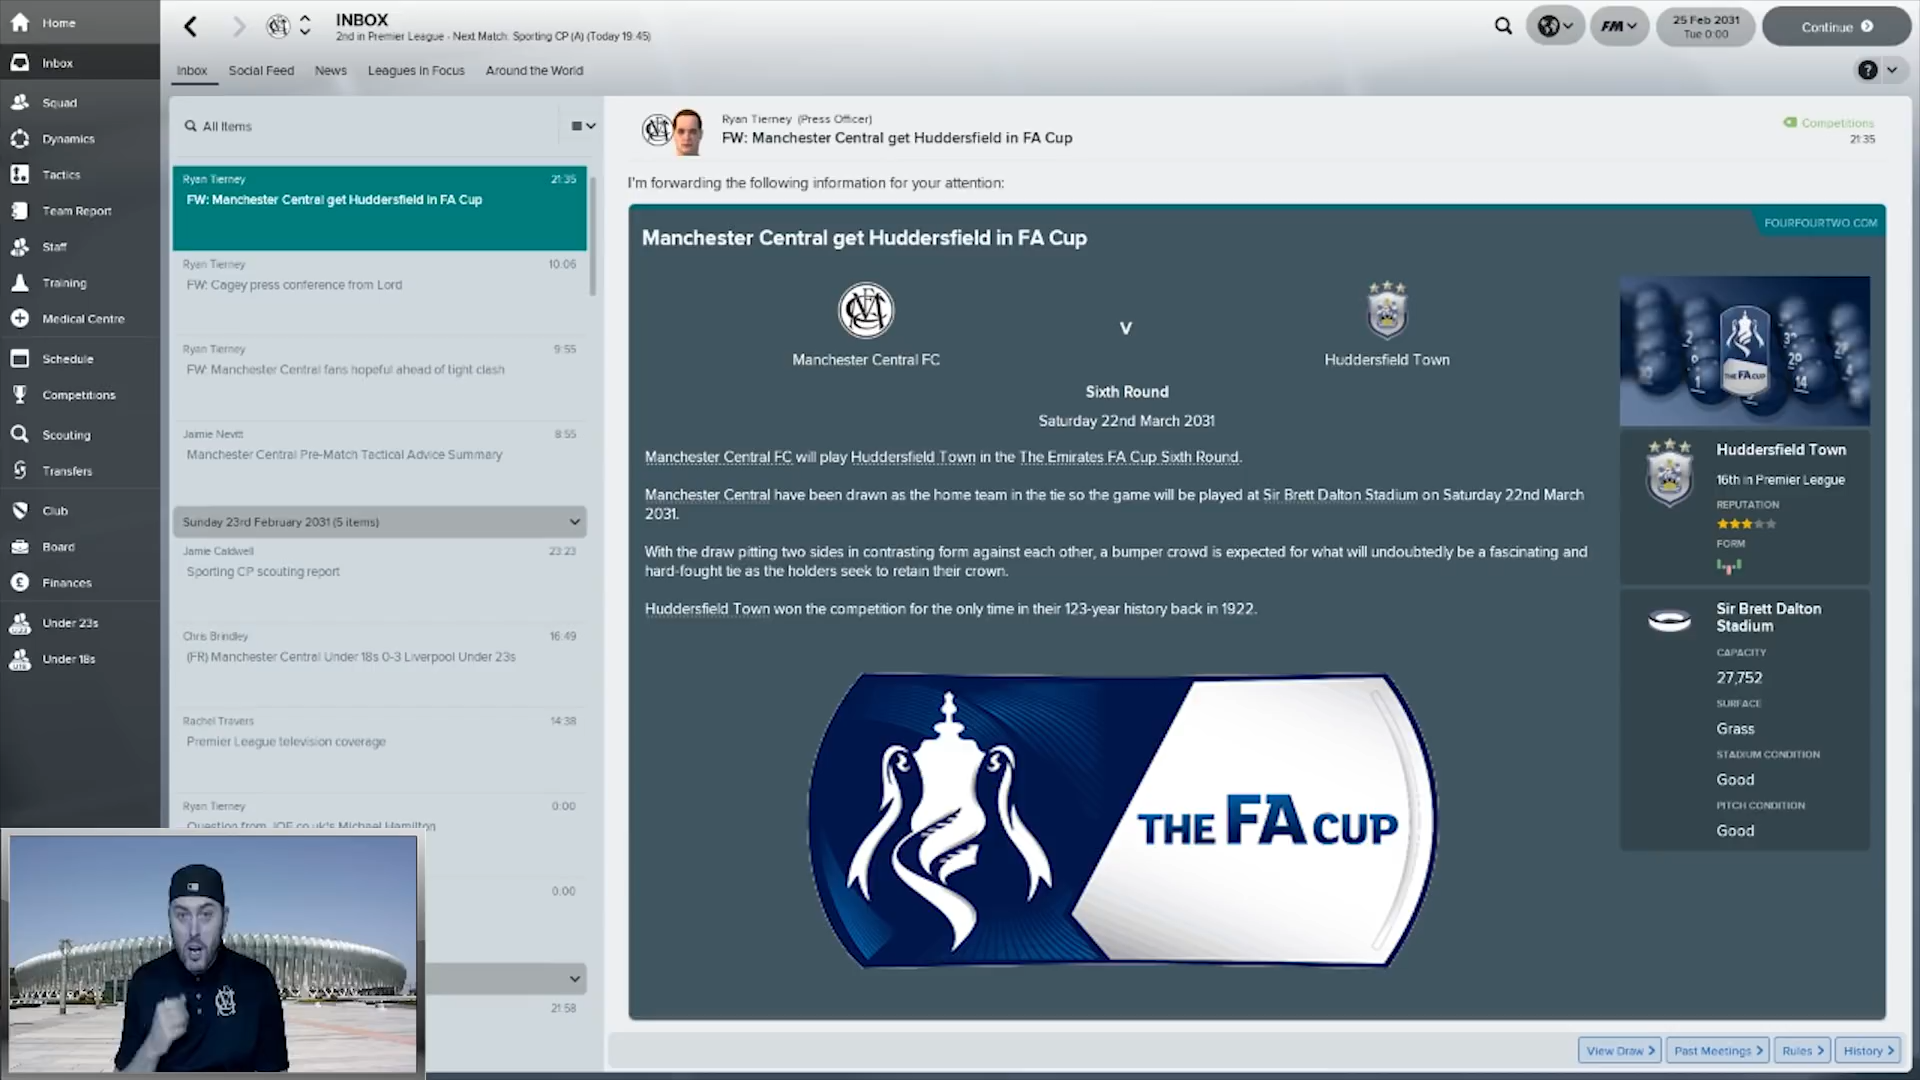 Home
Inbox
Squad
Dynamics
Tactics
Team Report
Staff
Training
Medical Centre
Schedule
Competitions
Scouting
Transfers
Club
Board
Finances
Under 23s
Under 18s
INBOX
2nd in Premier League - Next Match: Sporting CP (A) (Today 19:45)
FM
25 Feb 2031
Tue 0:00
Continue
Inbox Social Feed News Leagues in Focus Around the World
All Items
Ryan Tierney 21:35
FW: Manchester Central get Huddersfield in FA Cup
Ryan Tierney 10:06
FW: Cagey press conference from Lord
Ryan Tierney 9:55
FW: Manchester Central fans hopeful ahead of tight clash
Jaimie Nevitt 8:55
Manchester Central Pre-Match Tactical Advice Summary
Sunday 23rd February 2031 (5 items)
Jamie Caldwell 23:23
Sporting CP scouting report
Chris Brindley 16:49
(FR) Manchester Central Under 18s 0-3 Liverpool Under 23s
Rachel Travers 14:38
Premier League television coverage
Ryan Tierney 0:00
Question from JOE.co.uk's Michael Hamilton
0:00
21:58
Ryan Tierney (Press Officer)
FW: Manchester Central get Huddersfield in FA Cup
Competitions
21:35
I'm forwarding the following information for your attention:
FOURFOURTWO.COM
Manchester Central get Huddersfield in FA Cup
Manchester Central FC
V
Huddersfield Town
Sixth Round
Saturday 22nd March 2031
Manchester Central FC will play Huddersfield Town in the The Emirates FA Cup Sixth Round.
Manchester Central have been drawn as the home team in the tie so the game will be played at Sir Brett Dalton Stadium on Saturday 22nd March
2031.
With the draw pitting two sides in contrasting form against each other, a bumper crowd is expected for what will undoubtedly be a fascinating and
hard-fought tie as the holders seek to retain their crown.
Huddersfield Town won the competition for the only time in their 123-year history back in 1922.
THE FA CUP
THE FA CUP
14
Huddersfield Town
16th in Premier League
REPUTATION
FORM
Sir Brett Dalton
Stadium
CAPACITY
27,752
SURFACE
Grass
STADIUM CONDITION
Good
PITCH CONDITION
Good
View Draw
Past Meetings
Rules
History